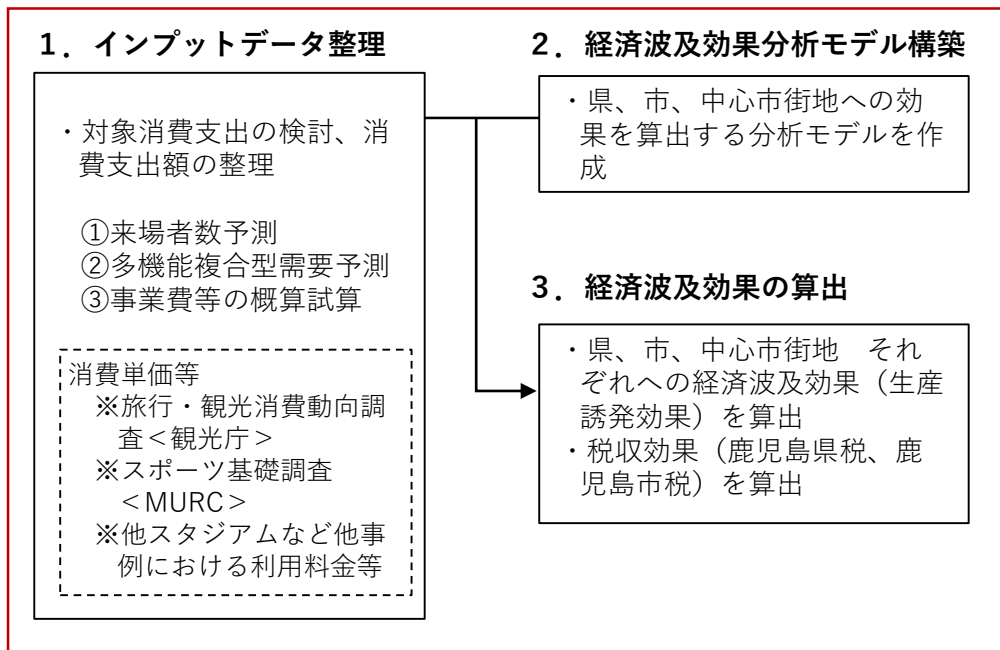 1．インプットデータ整理
・対象消費支出の検討、消
費支出額の整理
①来場者数予測
②多機能複合型需要予測
③事業費等の概算試算
消費単価等
※旅行・観光消費動向調
査＜観光庁＞
※スポーツ基礎調査
＜MURC＞
※他スタジアムなど他事
例における利用料金等
2．経済波及効果分析モデル構築
・県、市、中心市街地への効
果を算出する分析モデルを作
成
3．経済波及効果の算出
・県、市、中心市街地　それ
ぞれへの経済波及効果（生産
誘発効果）を算出
・税収効果（鹿児島県税、鹿
児島市税）を算出